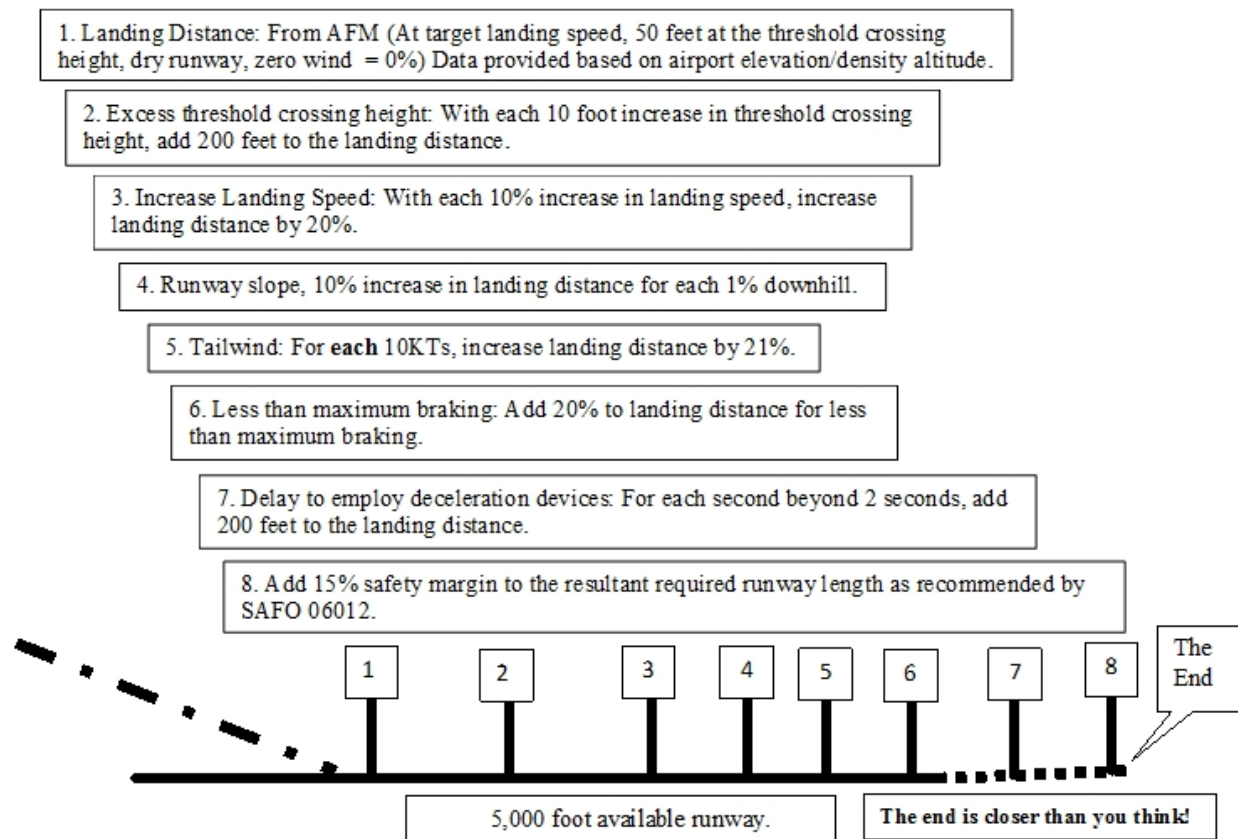 1. Landing Distance: From AFM (At target landing speed, 50 feet at the threshold crossing
height, dry runway, zero wind = 0%) Data provided based on airport elevation/density altitude.
2. Excess threshold crossing height: With each 10 foot increase in threshold crossing
height, add 200 feet to the landing distance.
3. Increase Landing Speed: With each 10% increase in landing speed, increase
landing distance by 20%.
4. Runway slope, 10% increase in landing distance for each 1% downhill.
5. Tailwind: For each 10KTs, increase landing distance by 21%.
6. Less than maximum braking: Add 20% to landing distance for less
than maximum braking.
7. Delay to employ deceleration devices: For each second beyond 2 seconds, add
200 feet to the landing distance.
8. Add 15% safety margin to the resultant required runway length as recommended by
SAFO 06012.
1 2 3 4 5 6 7 8
The
End
5,000 foot available runway.
The end is closer than you think!